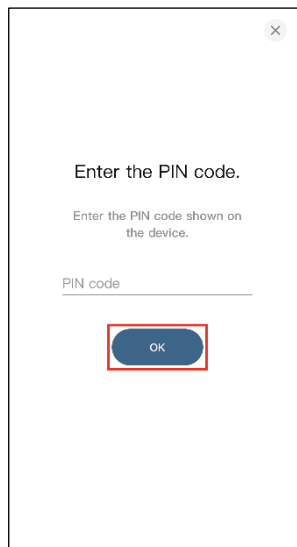 Enter the PIN code.
Enter the PIN code shown on
the device.
PIN code
OK